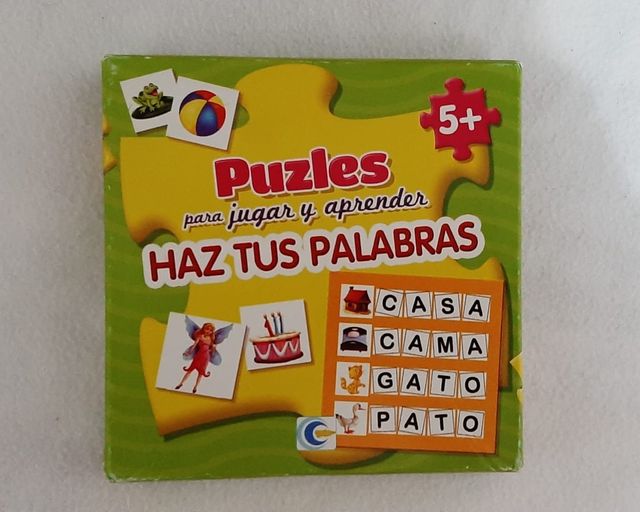 5+
Puzles
para jugar y aprender
HAZ TUS PALABRAS
CASA
CAMA
GATO
PATO